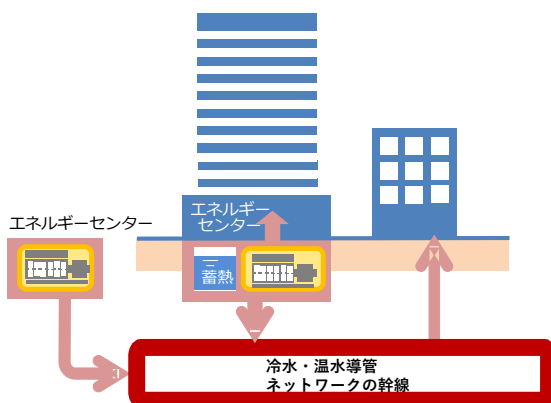 エネルギー
センター
エネルギーセンター
蓄熱
冷水・温水導管
ネットワークの幹線